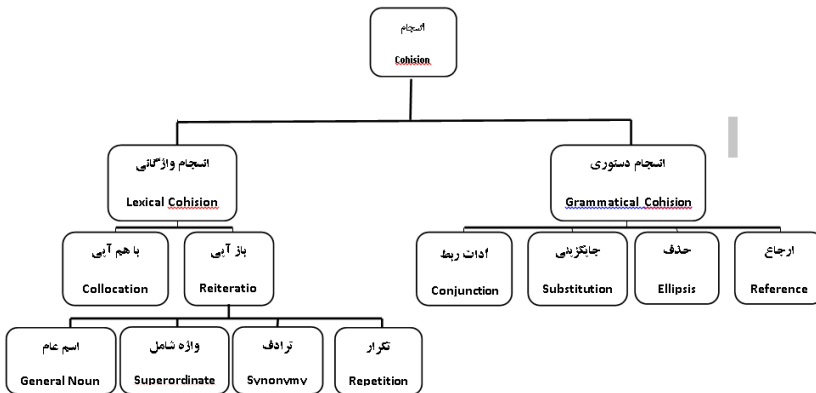 انسجام
Cohision
انسجام واژگانی
Lexical Cohision
انسجام دستوری
Grammatical Cohision
با هم آیی
Collocation
باز آیی
Reiteratio
ادات ربط
Conjunction
جایگزینی
Substitution
حذف
Ellipsis
ارجاع
Reference
اسم عام
General Noun
واژه شامل
Superordinate
ترادف
Synonymy
تکرار
Repetition